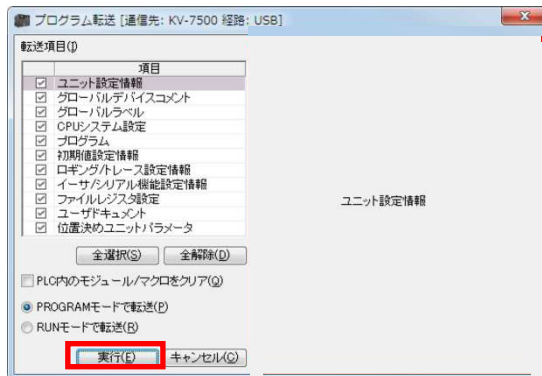 プログラム転送 [通信先: KV-7500 経路: USB]
転送項目(I)
項目
ユニット設定情報
グローバルデバイスコメント
グローバルラベル
CPUシステム設定
プログラム
初期値設定情報
ロギング/トレース設定情報
イーサ/シリアル機能設定情報
ファイルレジスタ設定
ユーザドキュメント
位置決めユニットパラメータ
全選択(S) 全解除(D)
PLC内のモジュール/マクロをクリア(Q)
PROGRAMモードで転送(P)
RUNモードで転送(R)
実行(E) キャンセル(C)
ユニット設定情報